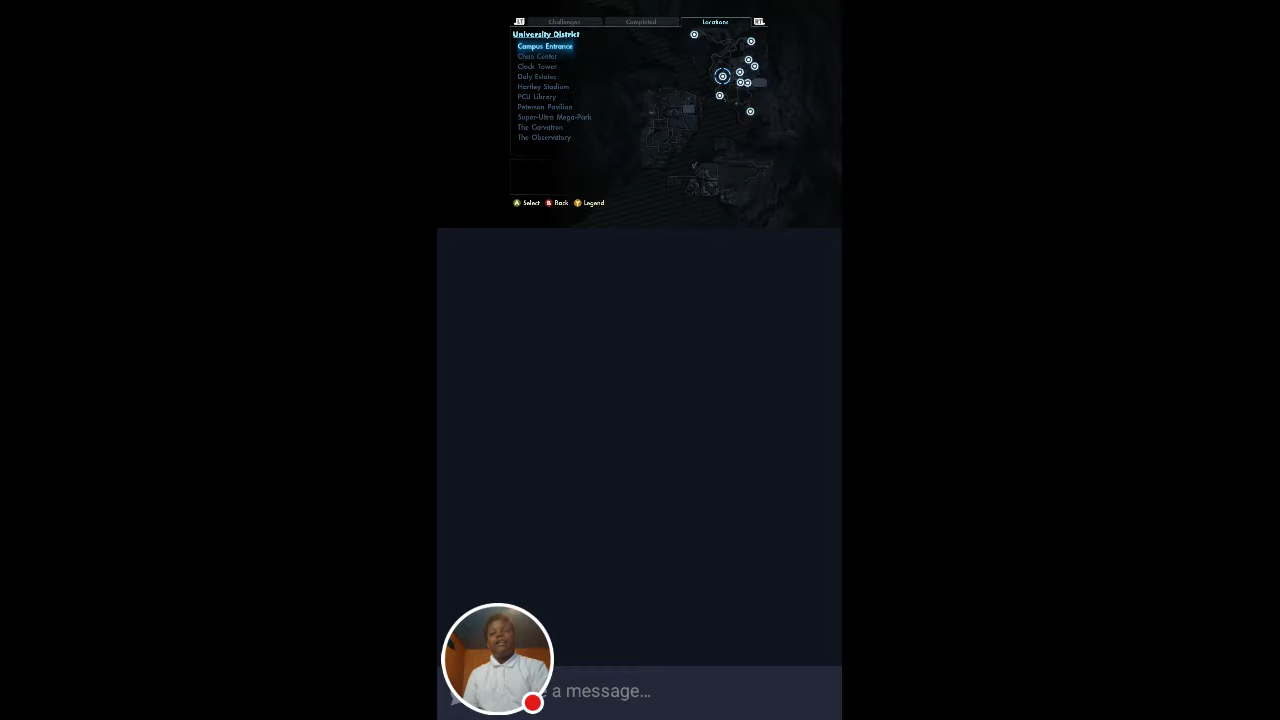 LT Challenges Completed Locations RT
University District
Campus Entrance
Chan Center
Clock Tower
Daly Estates
Hartley Stadium
PCU Library
Peterson Pavilion
Super-Ultra Mega-Park
The Carvatron
The Observatory
A Select B Back Y Legend
e a message...